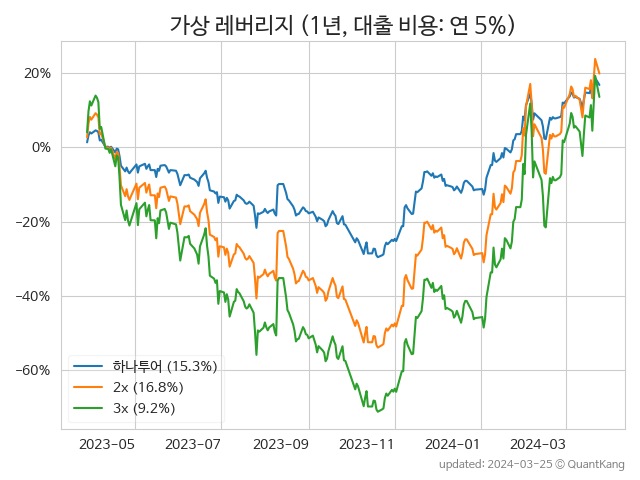 가상 레버리지 (1년, 대출 비용: 연 5%)
20%
0%
−20%
−40%
−60%
하나투어 (15.3%)
2x (16.8%)
3x (9.2%)
2023-05 2023-07 2023-09 2023-11 2024-01 2024-03
updated: 2024-03-25 © QuantKang